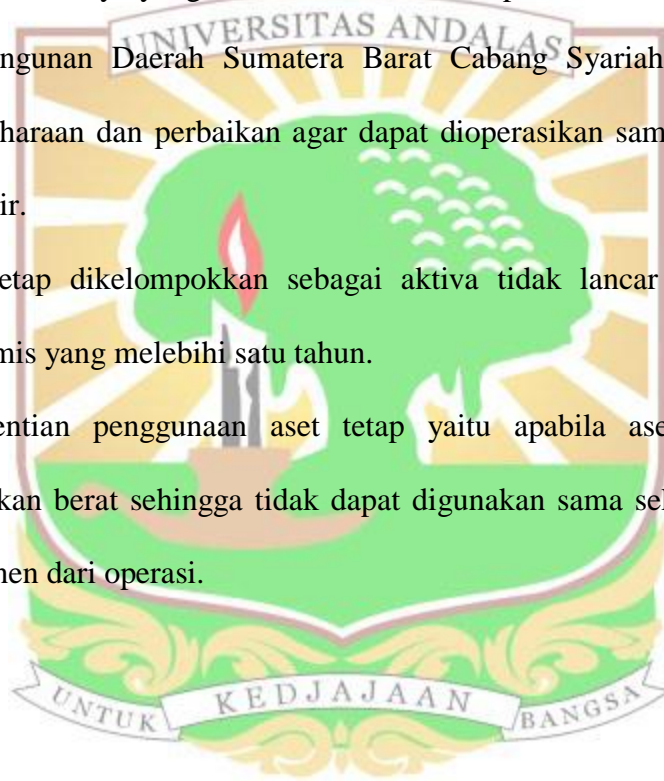 UNIVERSITAS ANDALAS
ngunan Daerah Sumatera Barat Cabang Syariah
haraan dan perbaikan agar dapat dioperasikan sam
ir.
etap dikelompokkan sebagai aktiva tidak lancar
mis yang melebihi satu tahun.
entian penggunaan aset tetap yaitu apabila ase
kan berat sehingga tidak dapat digunakan sama sel
nen dari operasi.
UNTUK KEDJAJAAN BANGSA